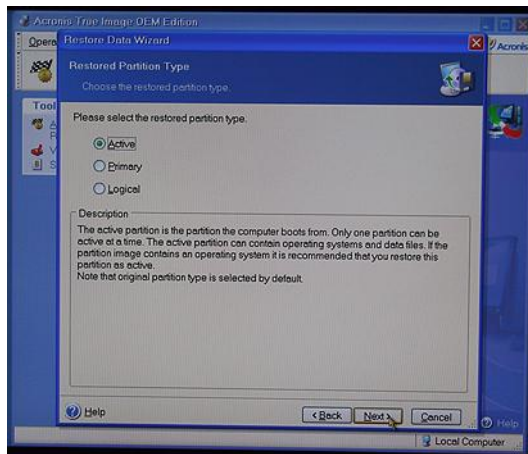 Acronis True Image OEM Edition
Opera
Restore Data Wizard
Acronis
Restored Partition Type
Choose the restored partition type.
Tool
Please select the restored partition type.
Active
Primary
Logical
Description
The active partition is the partition the computer boots from. Only one partition can be
active at a time. The active partition can contain operating systems and data files. If the
partition image contains an operating system it is recommended that you restore this
partition as active.
Note that original partition type is selected by default.
Help
< Back
Next >
Cancel
Help
Local Computer